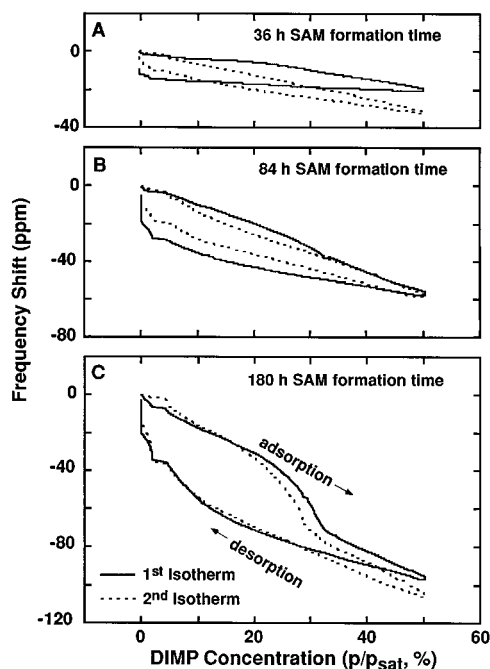 A
36 h SAM formation time
0
-40
B
84 h SAM formation time
0
-40
-80
C
180 h SAM formation time
0
-40
-80
-120
adsorption
desorption
1st Isotherm
2nd Isotherm
0
20
40
60
Frequency Shift (ppm)
DIMP Concentration (p/psat, %)